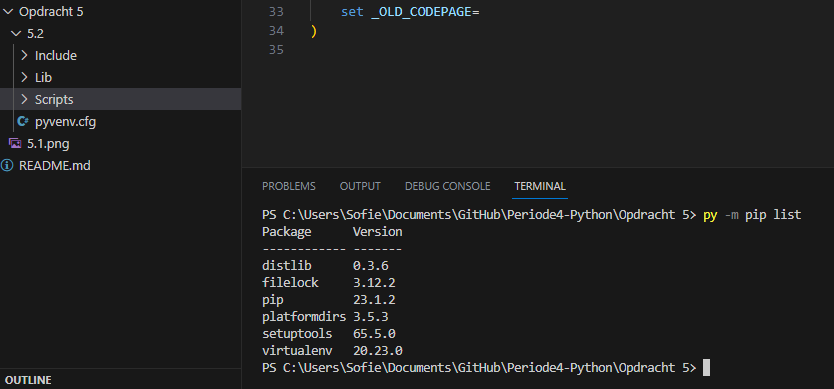 Opdracht 5
5.2
Include
Lib
Scripts
pyvenv.cfg
5.1.png
README.md
OUTLINE
33 set _OLD_CODEPAGE=
34 )
35
PROBLEMS OUTPUT DEBUG CONSOLE TERMINAL
PS C:\Users\Sofie\Documents\GitHub\Periode4-Python\Opdracht 5> py -m pip list
Package Version
------------ -------
distlib 0.3.6
filelock 3.12.2
pip 23.1.2
platformdirs 3.5.3
setuptools 65.5.0
virtualenv 20.23.0
PS C:\Users\Sofie\Documents\GitHub\Periode4-Python\Opdracht 5>